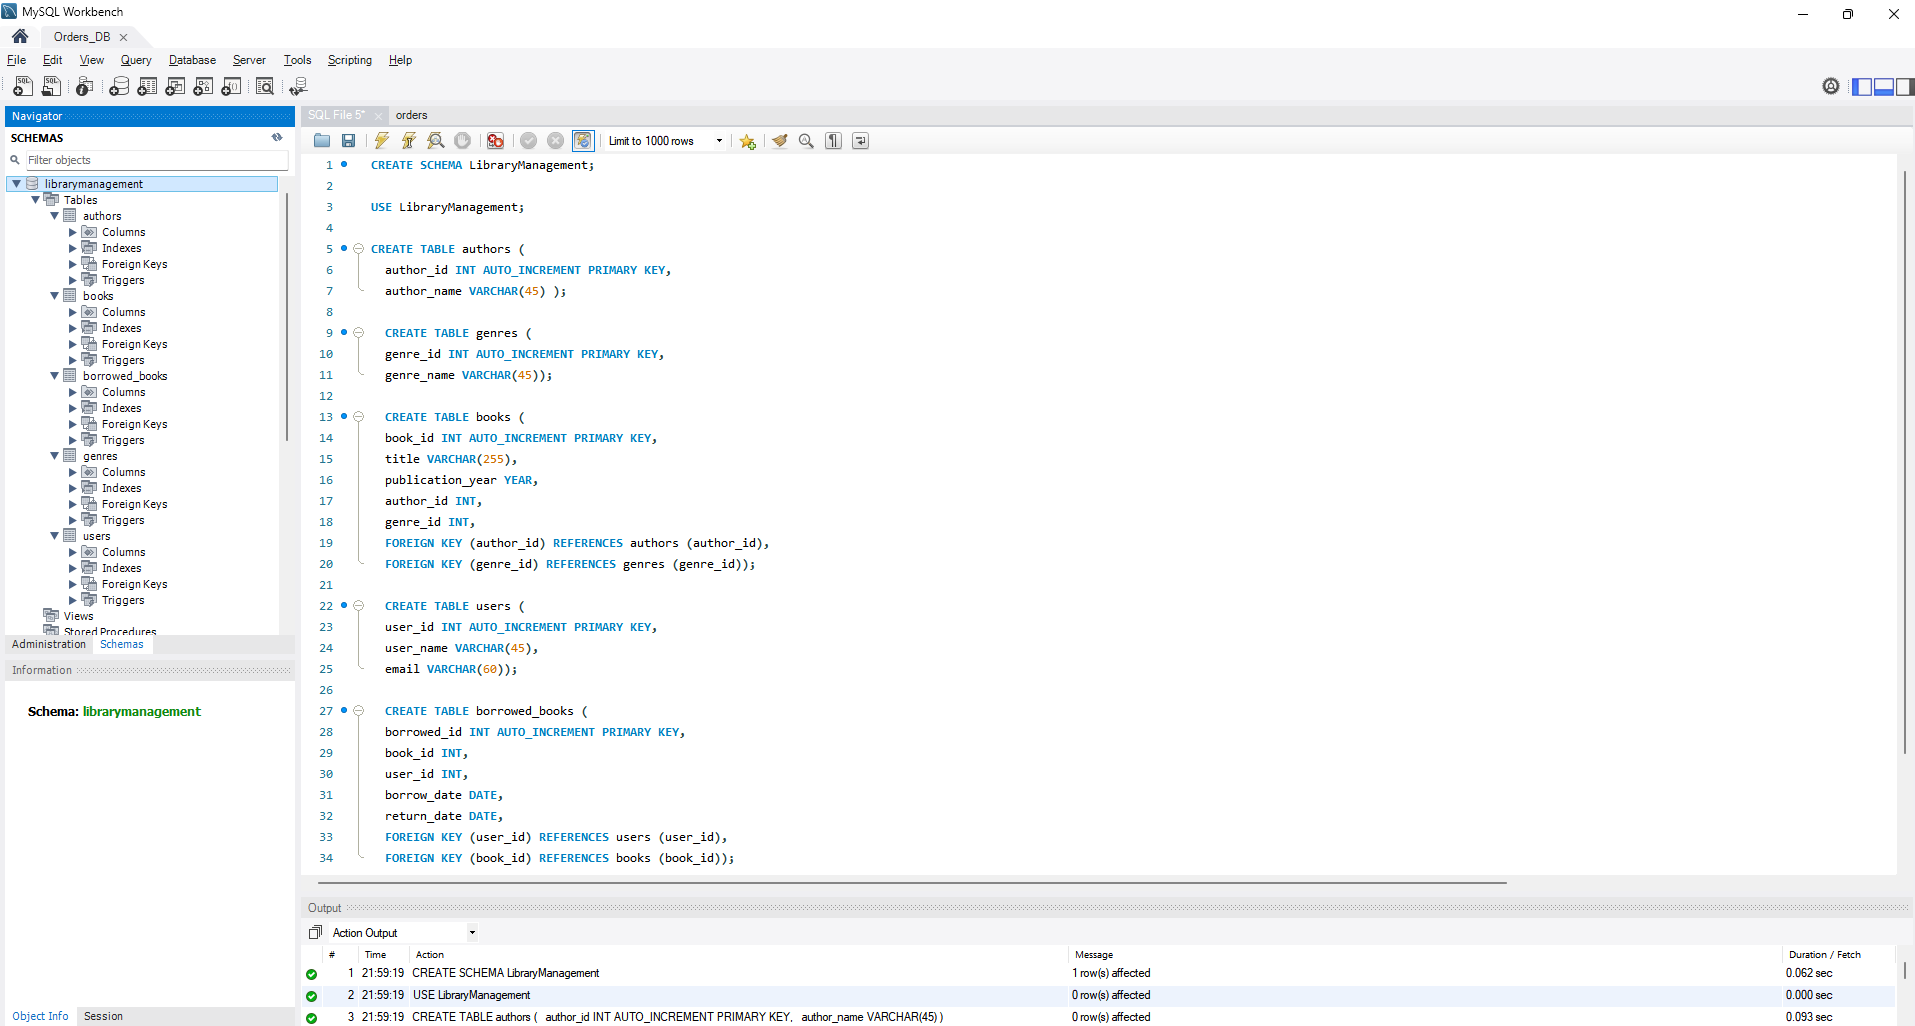 MySQL Workbench
Orders_DB
File Edit View Query Database Server Tools Scripting Help
Navigator
SCHEMAS
Filter objects
librarymanagement
Tables
authors
Columns
Indexes
Foreign Keys
Triggers
books
Columns
Indexes
Foreign Keys
Triggers
borrowed_books
Columns
Indexes
Foreign Keys
Triggers
genres
Columns
Indexes
Foreign Keys
Triggers
users
Columns
Indexes
Foreign Keys
Triggers
Views
Stored Procedures
Administration Schemas
Information
Schema: librarymanagement
Object Info Session
SQL File 5* orders
Limit to 1000 rows
1 CREATE SCHEMA LibraryManagement;
2
3 USE LibraryManagement;
4
5 CREATE TABLE authors (
6 author_id INT AUTO_INCREMENT PRIMARY KEY,
7 author_name VARCHAR(45) );
8
9 CREATE TABLE genres (
10 genre_id INT AUTO_INCREMENT PRIMARY KEY,
11 genre_name VARCHAR(45));
12
13 CREATE TABLE books (
14 book_id INT AUTO_INCREMENT PRIMARY KEY,
15 title VARCHAR(255),
16 publication_year YEAR,
17 author_id INT,
18 genre_id INT,
19 FOREIGN KEY (author_id) REFERENCES authors (author_id),
20 FOREIGN KEY (genre_id) REFERENCES genres (genre_id));
21
22 CREATE TABLE users (
23 user_id INT AUTO_INCREMENT PRIMARY KEY,
24 user_name VARCHAR(45),
25 email VARCHAR(60));
26
27 CREATE TABLE borrowed_books (
28 borrowed_id INT AUTO_INCREMENT PRIMARY KEY,
29 book_id INT,
30 user_id INT,
31 borrow_date DATE,
32 return_date DATE,
33 FOREIGN KEY (user_id) REFERENCES users (user_id),
34 FOREIGN KEY (book_id) REFERENCES books (book_id));
Output
Action Output
# Time Action Message Duration / Fetch
1 21:59:19 CREATE SCHEMA LibraryManagement 1 row(s) affected 0.062 sec
2 21:59:19 USE LibraryManagement 0 row(s) affected 0.000 sec
3 21:59:19 CREATE TABLE authors ( author_id INT AUTO_INCREMENT PRIMARY KEY, author_name VARCHAR(45) ) 0 row(s) affected 0.093 sec